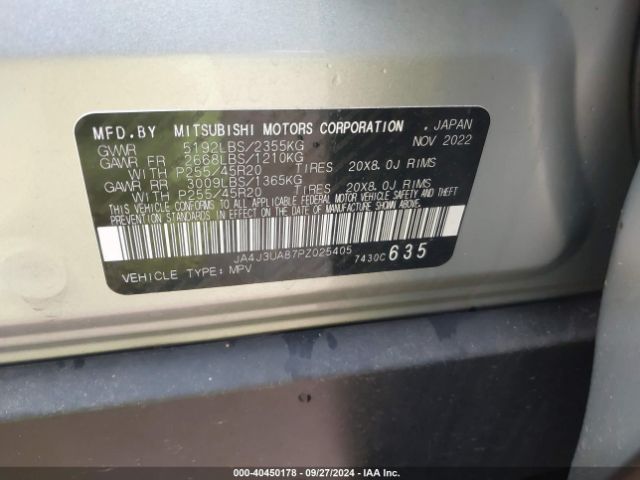 MFD.BY MITSUBISHI MOTORS CORPORATION , JAPAN
GVWR 5192LBS/2355KG NOV 2022
GAWR FR 2668LBS/1210KG
WITH P255/45R20 TIRES 20X8.0J RIMS
GAWR RR 3009LBS/1365KG
WITH P255/45R20 TIRES 20X8.0J RIMS
THIS VEHICLE CONFORMS TO ALL APPLICABLE FEDERAL MOTOR VEHICLE SAFETY AND THEFT
PREVENTION STANDARDS IN EFFECT ON THE DATE OF MANUFACTURE SHOWN ABOVE.
JA4J3UA87PZ025405
7430C 635
VEHICLE TYPE: MPV
000-40450178 - 09/27/2024 - IAA Inc.